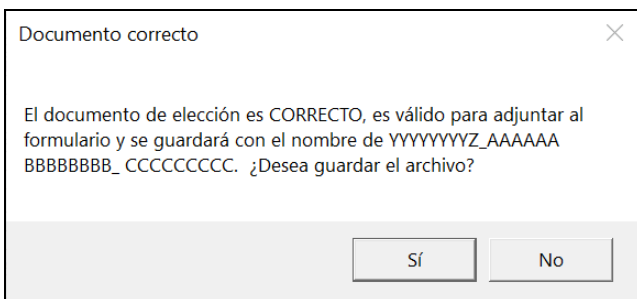 Documento correcto
El documento de elección es CORRECTO, es válido para adjuntar al
formulario y se guardará con el nombre de YYYYYYYYZ_AAAAAA
BBBBBBBB_ CCCCCCCCCC.  ¿Desea guardar el archivo?
Sí
No